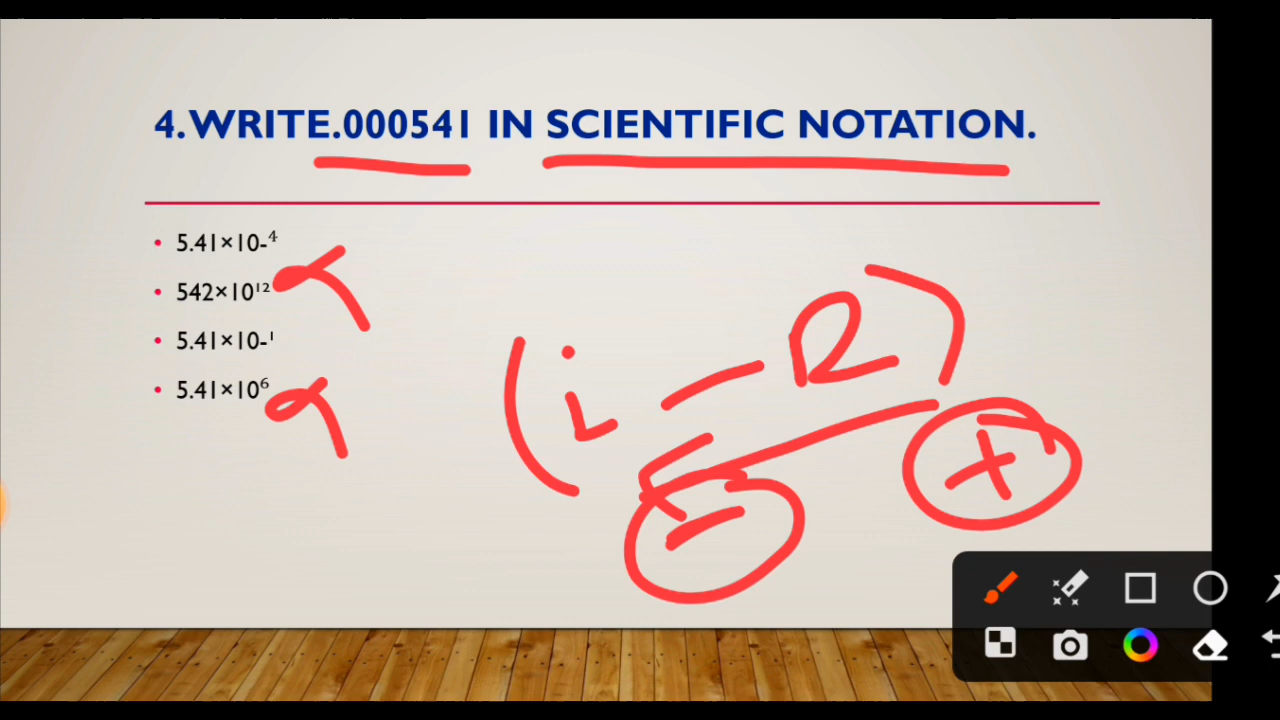 4.WRITE.000541 IN SCIENTIFIC NOTATION.
• 5.41×10-⁴
• 542×10¹²
• 5.41×10-¹
• 5.41×10⁶
(i - R)
- +